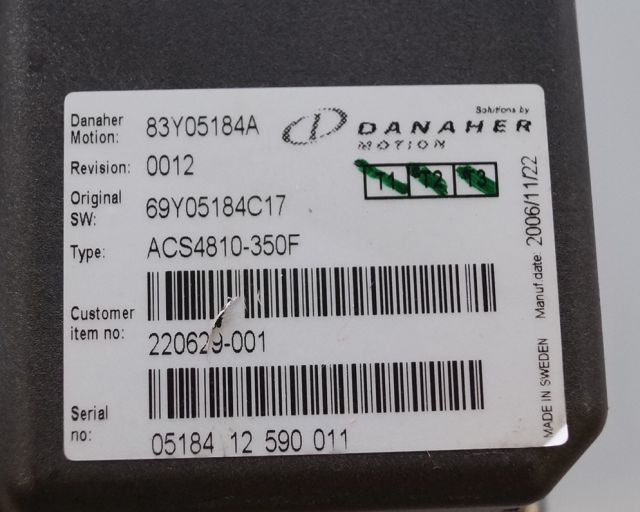 Danaher Motion: 83Y05184A
Solutions by
DANAHER
MOTION
Revision: 0012
T1 T2 T3
Original SW: 69Y05184C17
Type: ACS4810-350F
Customer item no: 220629-001
Serial no: 05184 12 590 011
MADE IN SWEDEN Manuf.date: 2006/11/22